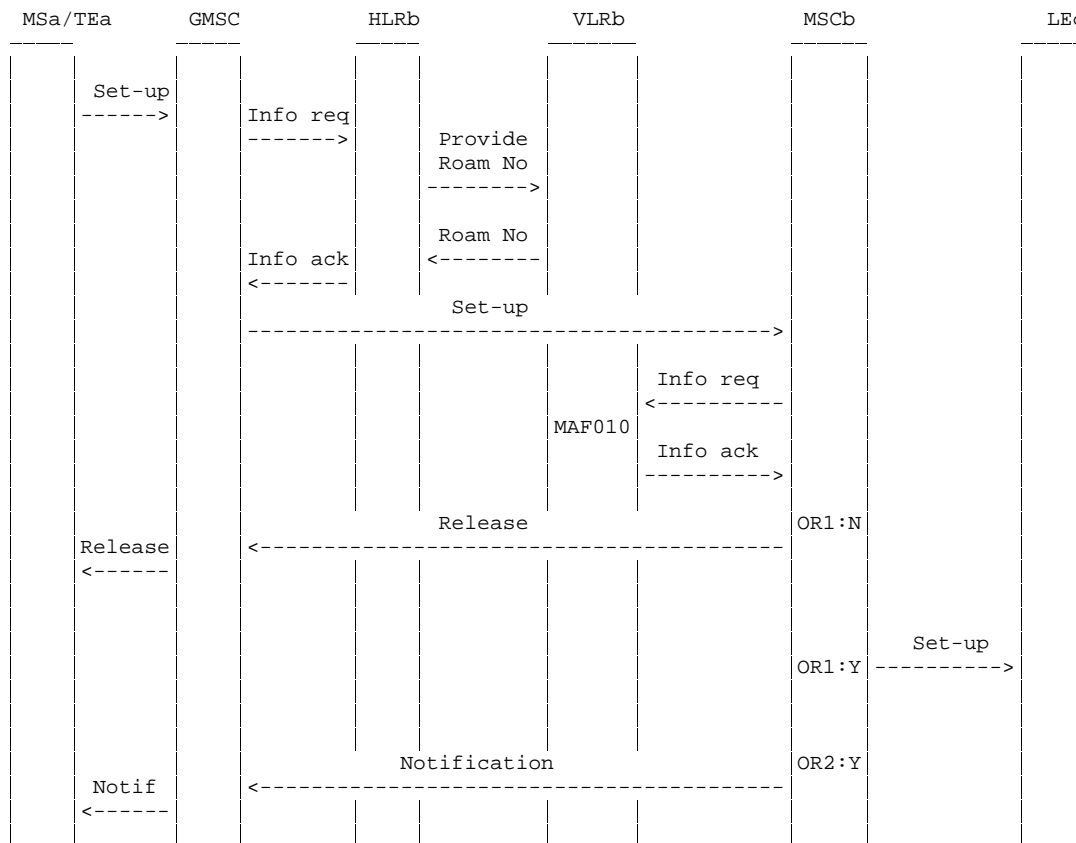 MSa/TEa GMSC HLRb VLRb MSCb LEc
Set-up
------> Info req
-------> Provide
Roam No
-------->
Roam No
Info ack <--------
<-------
Set-up
----------------------------------------->
Info req
<----------
MAF010
Info ack
---------->
Release OR1:N
Release <-----------------------------------------
<------
Set-up
OR1:Y ---------->
Notification OR2:Y
Notif <-----------------------------------------
<------